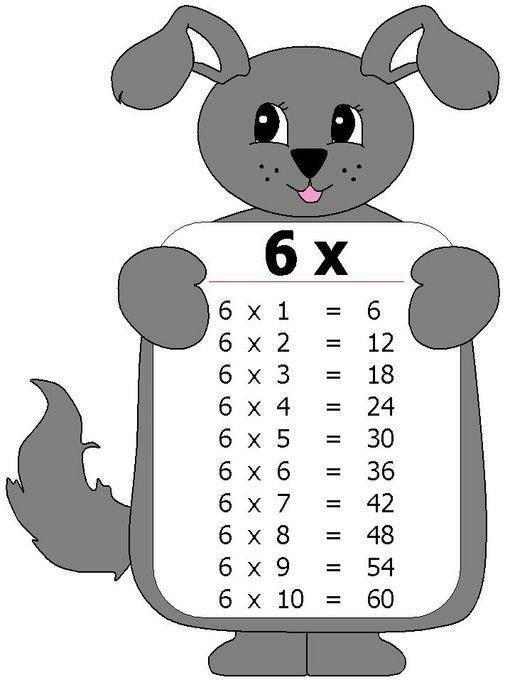 6 x
6 x 1 = 6
6 x 2 = 12
6 x 3 = 18
6 x 4 = 24
6 x 5 = 30
6 x 6 = 36
6 x 7 = 42
6 x 8 = 48
6 x 9 = 54
6 x 10 = 60